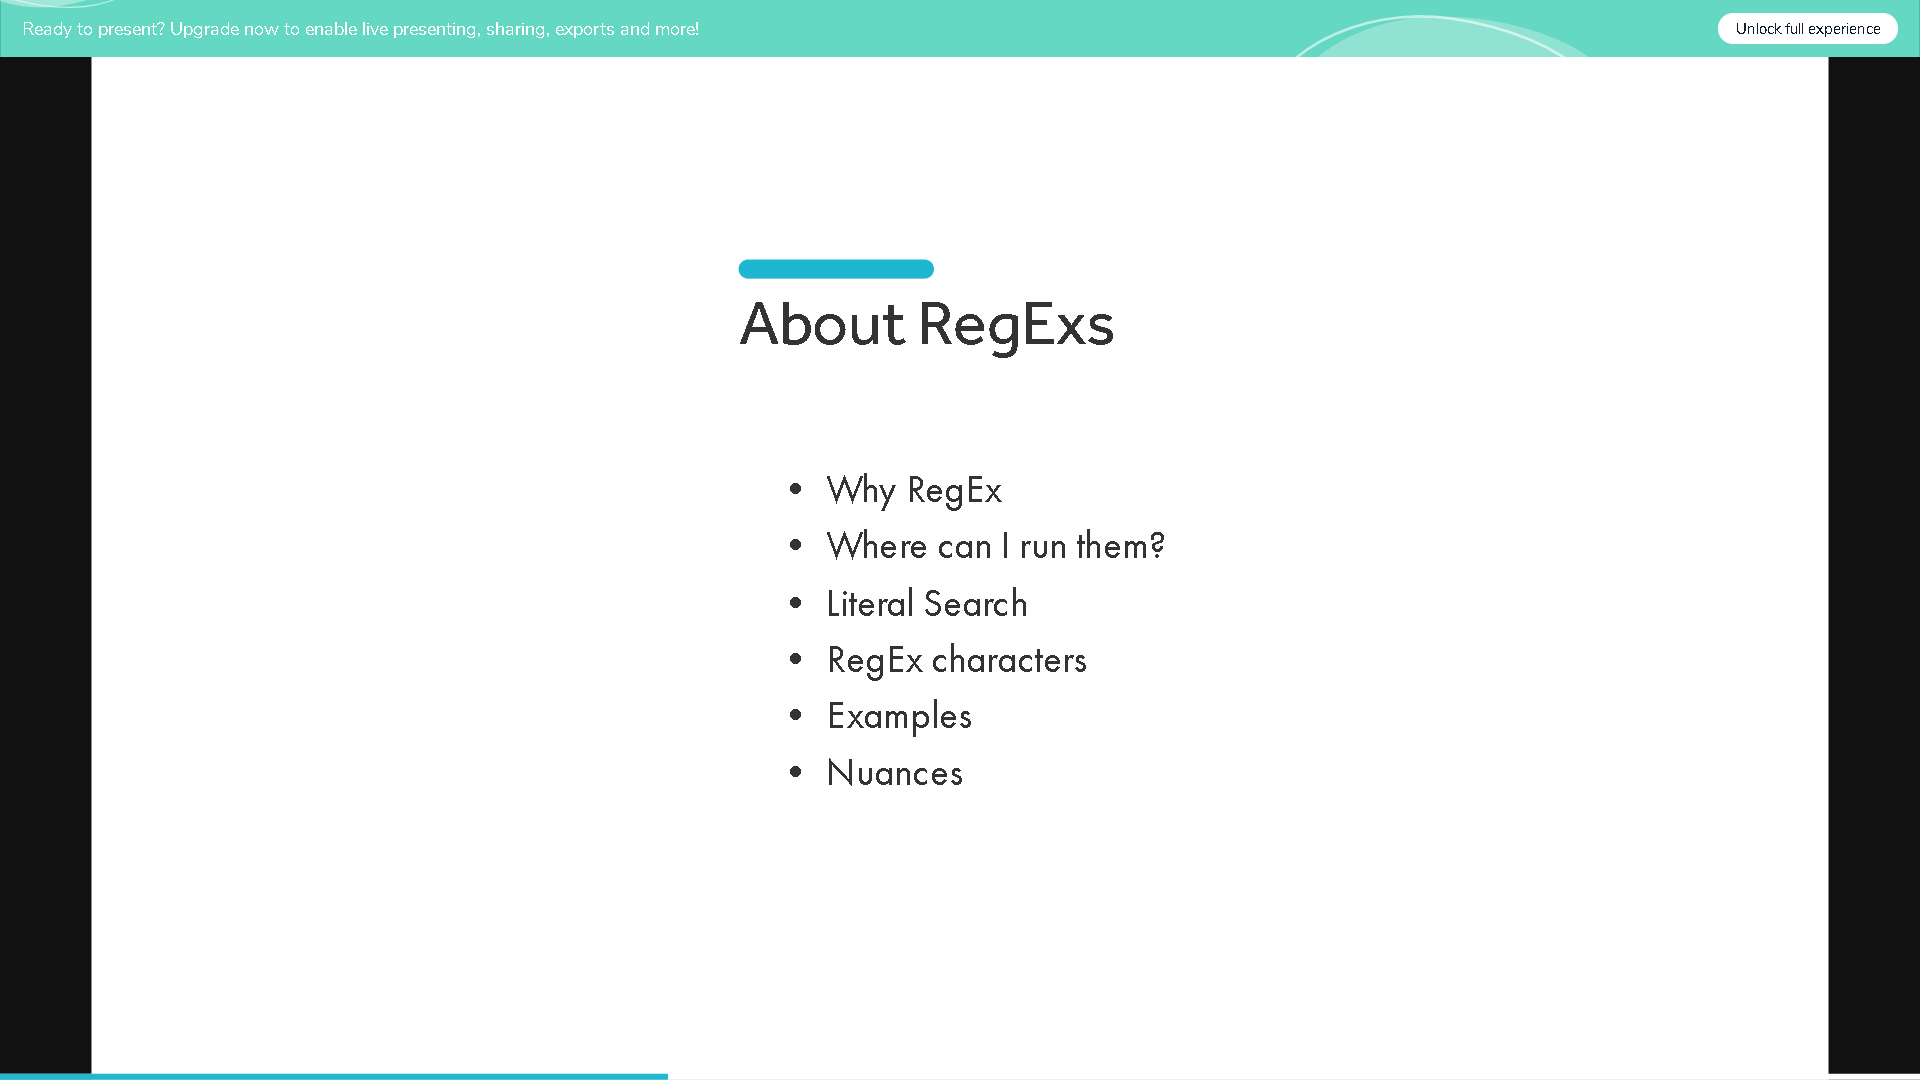 Ready to present? Upgrade now to enable live presenting, sharing, exports and more!
Unlock full experience
About RegExs
• Why RegEx
• Where can I run them?
• Literal Search
• RegEx characters
• Examples
• Nuances